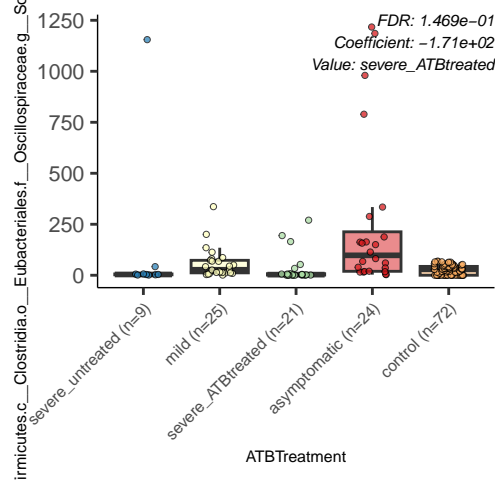 irmicutes.c__Clostridia.o__Eubacteriales.f__Oscillospiraceae.g__
FDR: 1.469e−01
Coefficient: −1.71e+02
Value: severe_ATBtreated
1250
1000
750
500
250
0
severe_untreated (n=9)
mild (n=25)
severe_ATBtreated (n=21)
asymptomatic (n=24)
control (n=72)
ATBTreatment